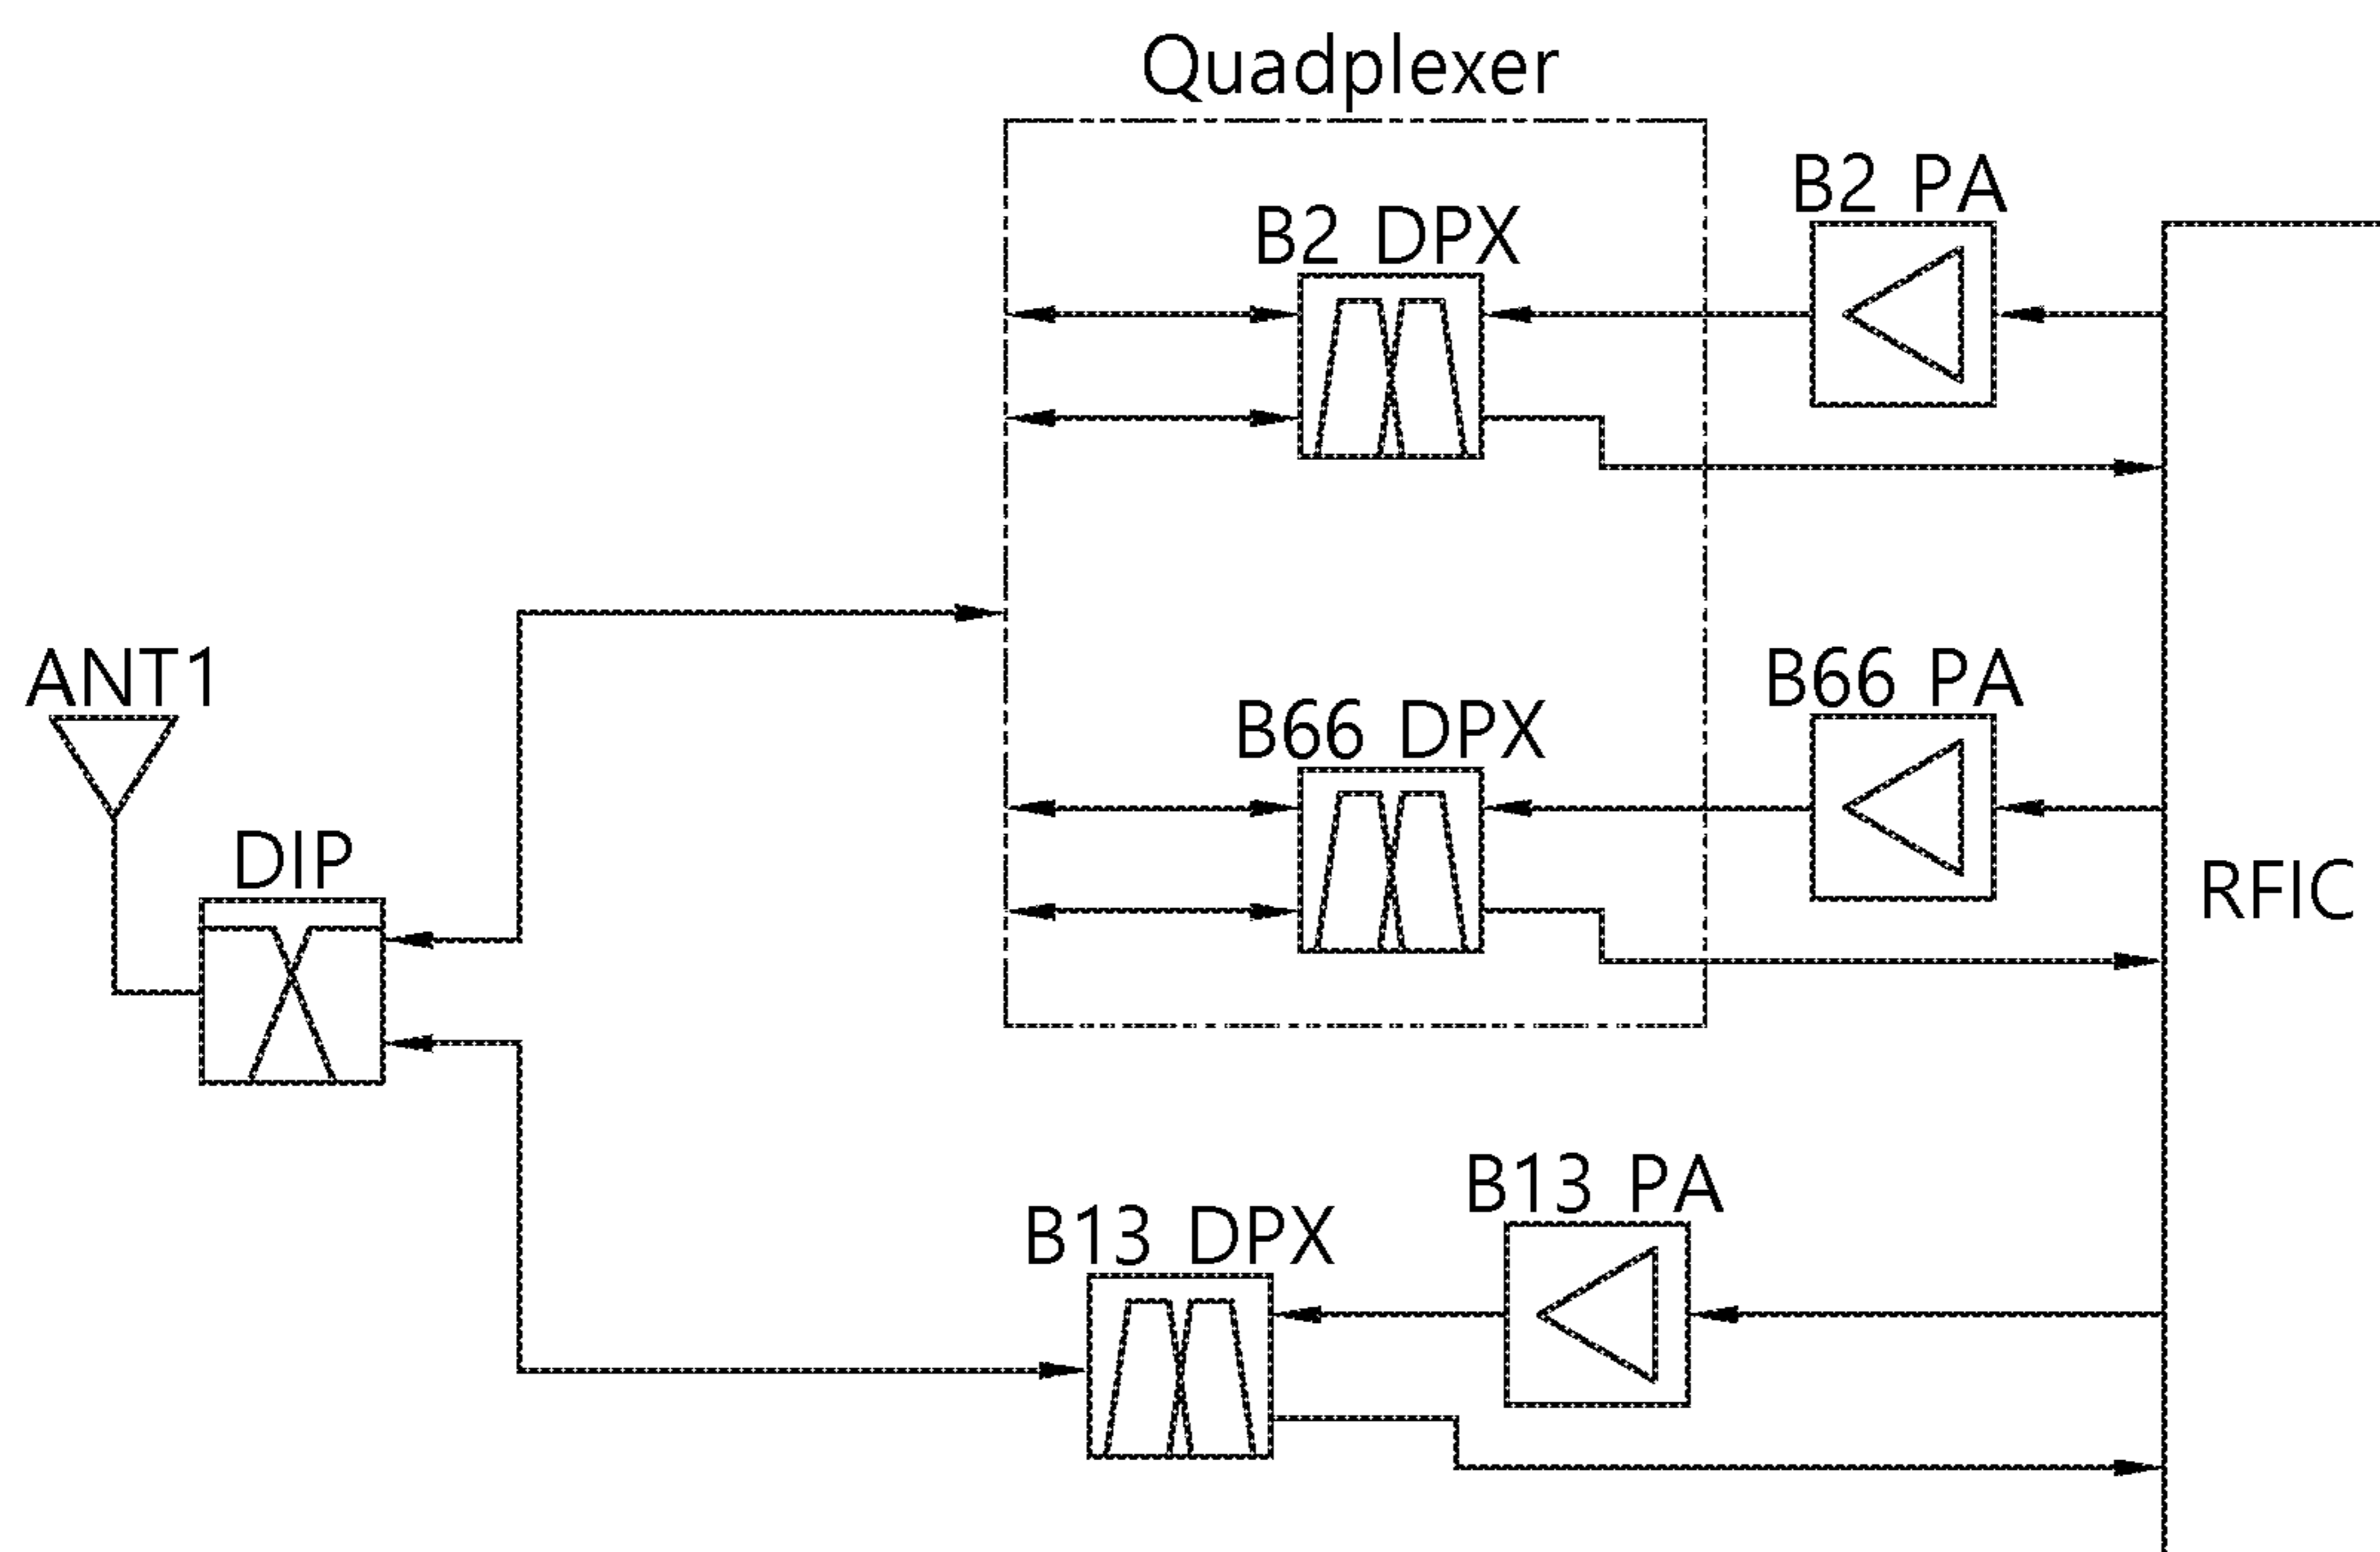 Quadplexer
B2 PA
B2 DPX
ANT1
B66 PA
B66 DPX
DIP
RFIC
B13 PA
B13 DPX